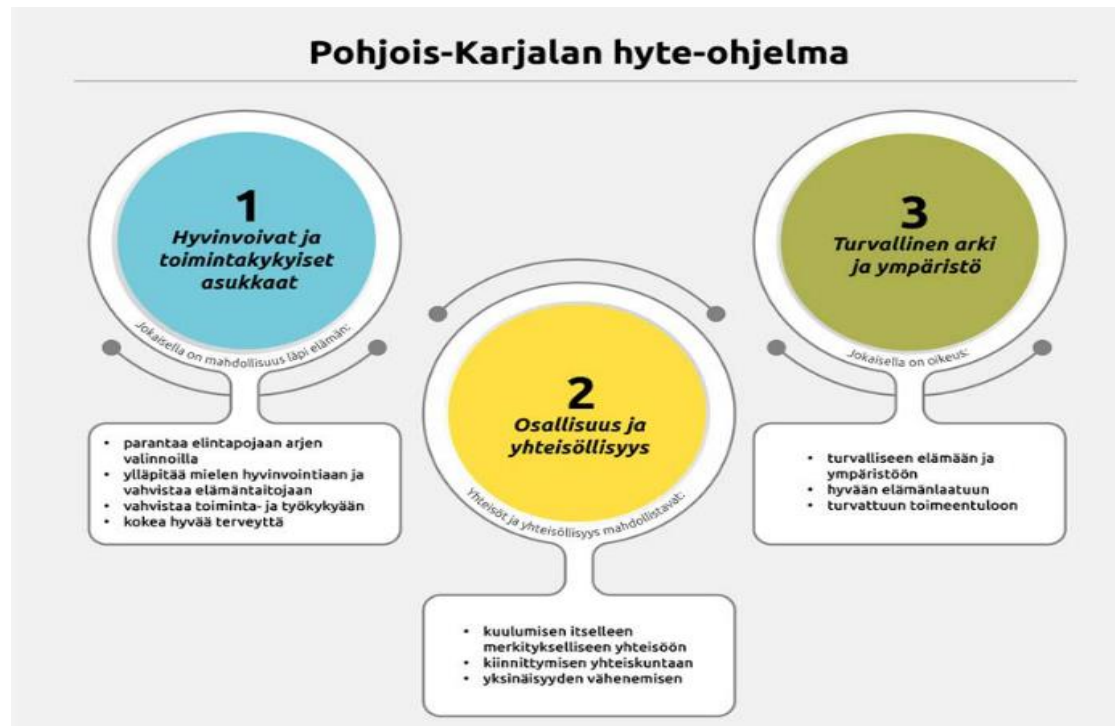 Pohjois-Karjalan hyte-ohjelma
1
Hyvinvoivat ja
toimintakykyiset
asukkaat
Jokaisella on mahdollisuus läpi elämän:
• parantaa elintapojaan arjen
valinnoilla
• ylläpitää mielen hyvinvointiaan ja
vahvistaa elämäntaitojaan
• vahvistaa toiminta- ja työkykyään
• kokea hyvää terveyttä
2
Osallisuus ja
yhteisöllisyys
Yhteisöt ja yhteisöllisyys mahdollistavat:
• kuulumisen itselleen
merkitykselliseen yhteisöön
• kiinnittymisen yhteiskuntaan
• yksinäisyyden vähenemisen
3
Turvallinen arki
ja ympäristö
Jokaisella on oikeus:
• turvalliseen elämään ja
ympäristöön
• hyvään elämänlaatuun
• turvattuun toimeentuloon